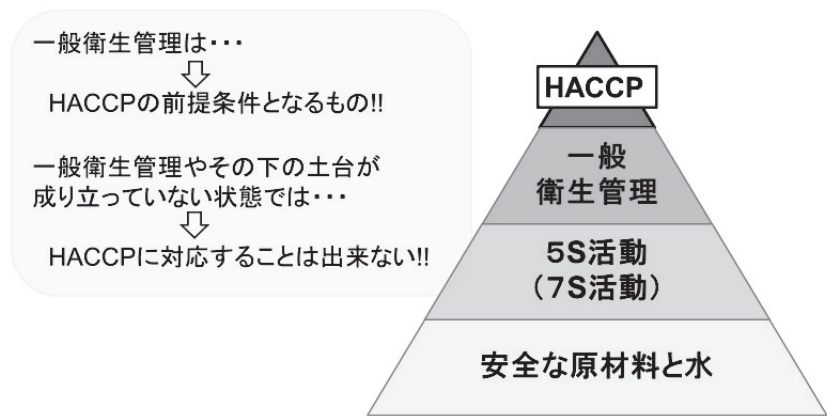 一般衛生管理は・・・
HACCPの前提条件となるもの!!
一般衛生管理やその下の土台が
成り立っていない状態では・・・
HACCPに対応することは出来ない!!
HACCP
一般
衛生管理
5S活動
（7S活動）
安全な原材料と水